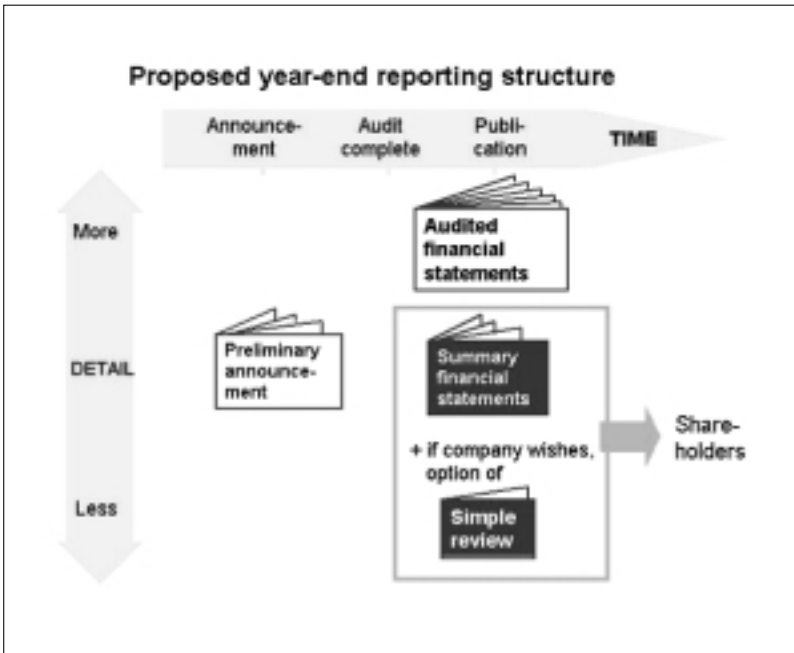 Proposed year-end reporting structure
Announce-
ment
Audit
complete
Publi-
cation
TIME
More
Audited
financial
statements
DETAIL
Preliminary
announce-
ment
Summary
financial
statements
Share-
holders
+ if company wishes,
option of
Less
Simple
review